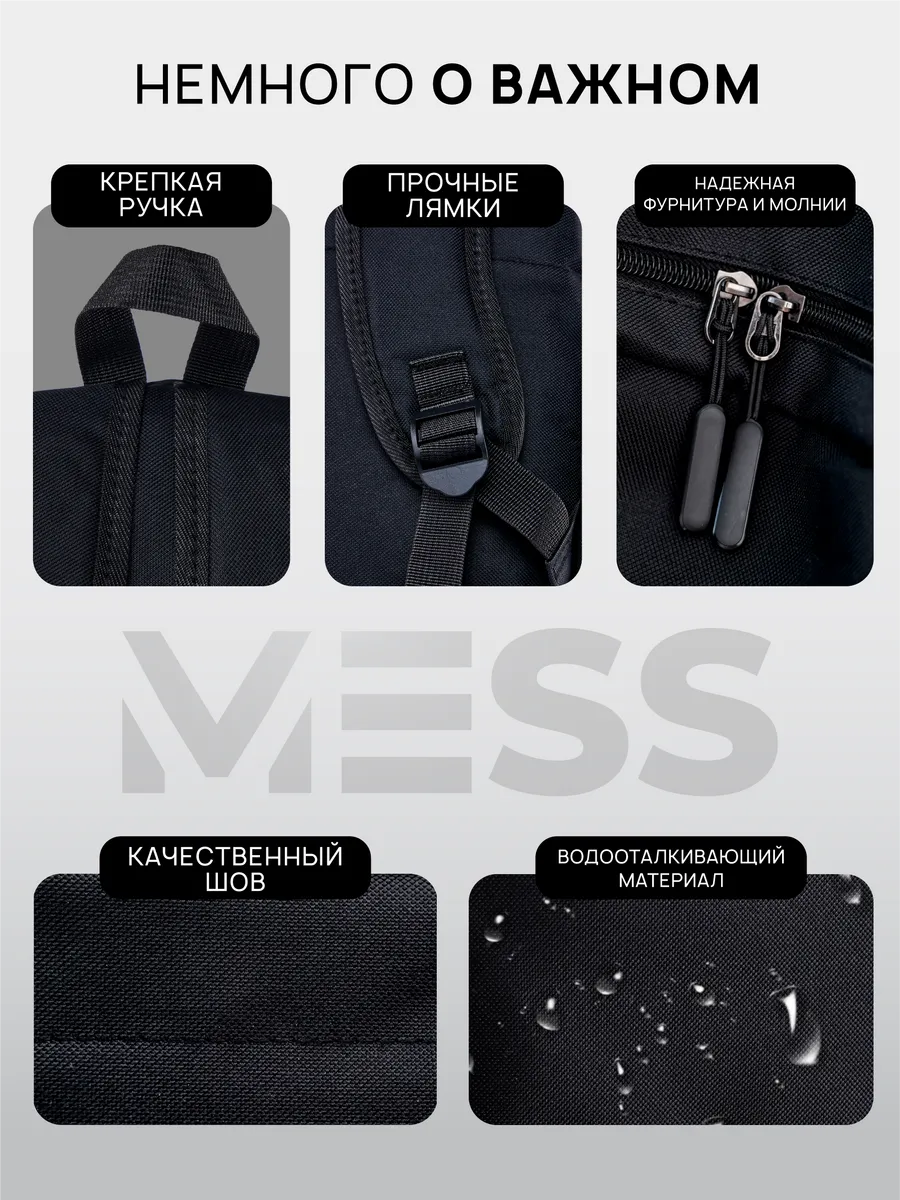 НЕМНОГО О ВАЖНОМ
КРЕПКАЯ
РУЧКА
ПРОЧНЫЕ
ЛЯМКИ
НАДЕЖНАЯ
ФУРНИТУРА И МОЛНИИ
MESS
КАЧЕСТВЕННЫЙ
ШОВ
ВОДООТАЛКИВАЮЩИЙ
МАТЕРИАЛ